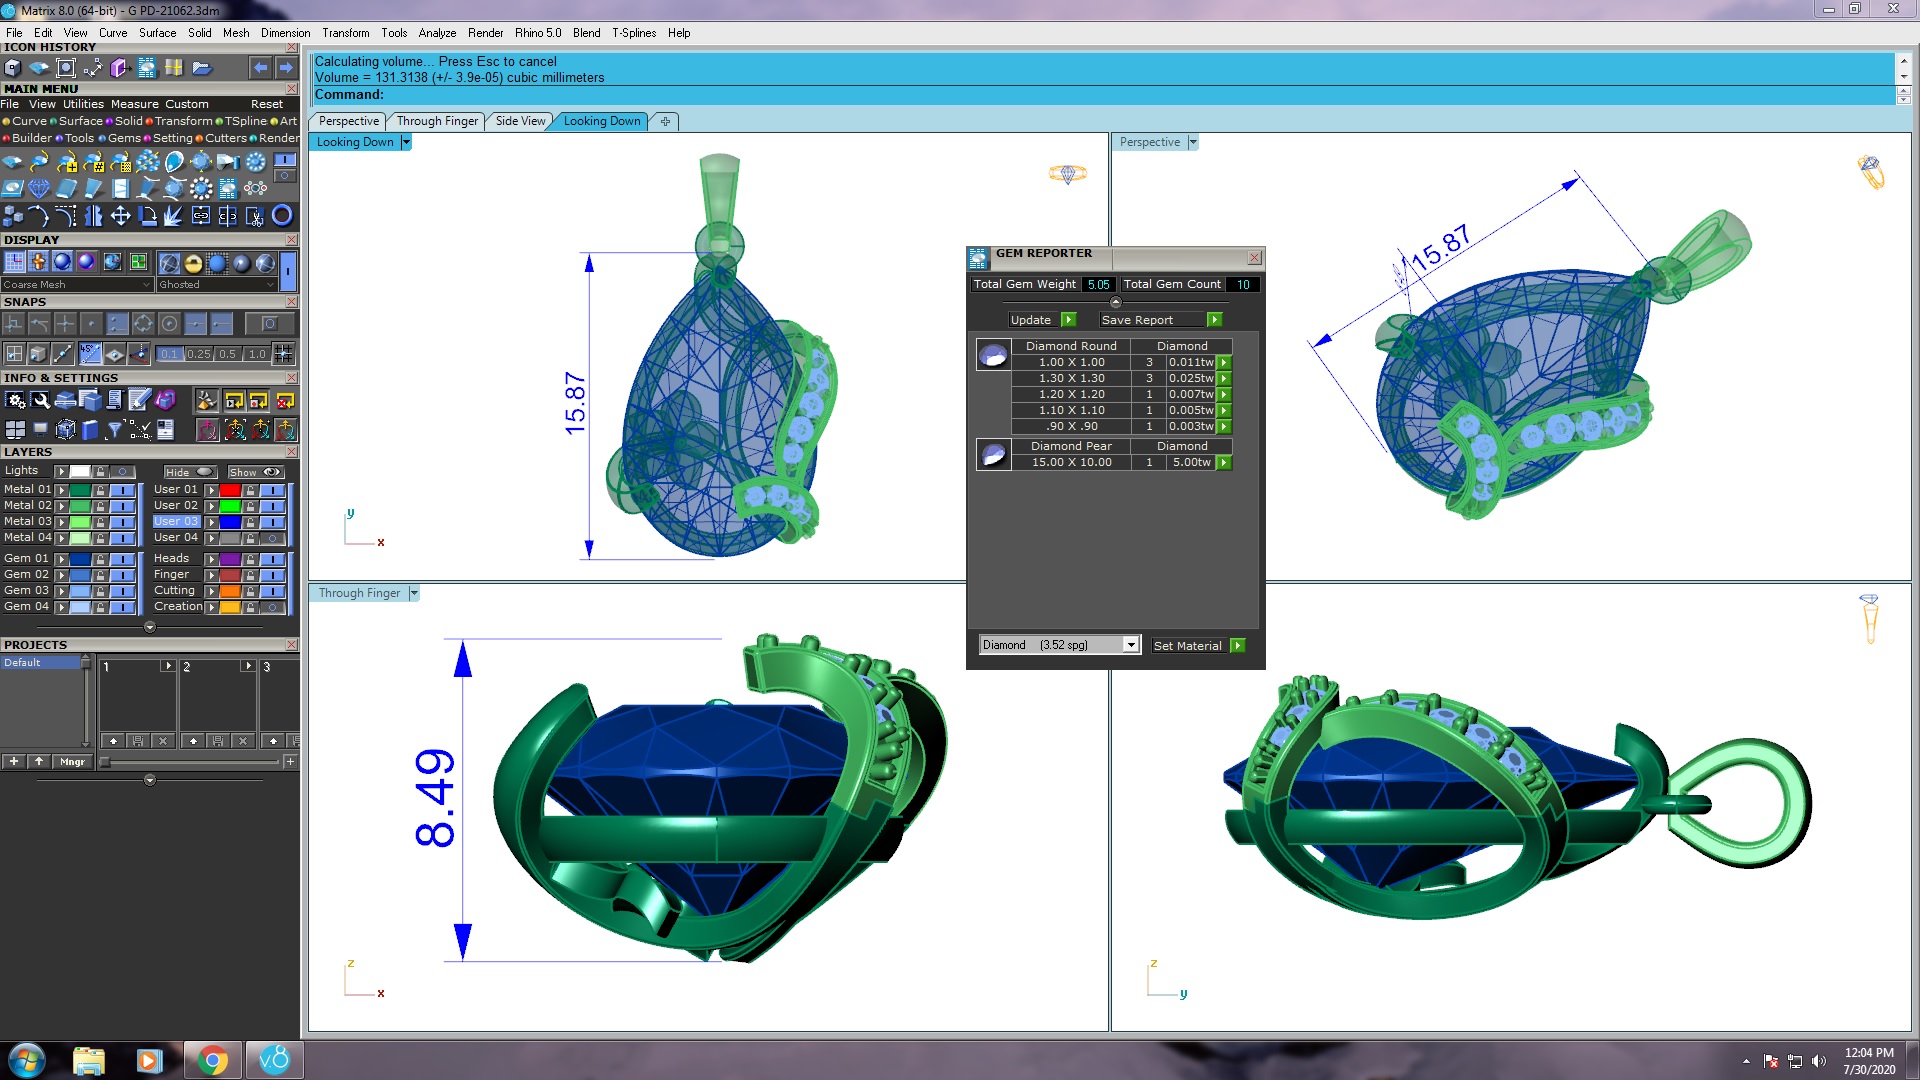 Matrix 8.0 (64-bit) - G PD-21062.3dm
File Edit View Curve Surface Solid Mesh Dimension Transform Tools Analyze Render Rhino 5.0 Blend T-Splines Help
ICON HISTORY
MAIN MENU
File View Utilities Measure Custom Reset
Curve Surface Solid Transform TSpline Art
Builder Tools Gems Setting Cutters Render
DISPLAY
Coarse Mesh Ghosted
SNAPS
45° 0.1 0.25 0.5 1.0
INFO & SETTINGS
LAYERS
Lights Hide Show
Metal 01 User 01
Metal 02 User 02
Metal 03 User 03
Metal 04 User 04
Gem 01 Heads
Gem 02 Finger
Gem 03 Cutting
Gem 04 Creation
PROJECTS
Default 1 2 3
Mngr
Calculating volume... Press Esc to cancel
Volume = 131.3138 (+/- 3.9e-05) cubic millimeters
Command:
Perspective Through Finger Side View Looking Down
Looking Down
15.87
y
x
Perspective
15.87
GEM REPORTER
Total Gem Weight 5.05 Total Gem Count 10
Update Save Report
Diamond Round Diamond
1.00 X 1.00 3 0.011tw
1.30 X 1.30 3 0.025tw
1.20 X 1.20 1 0.007tw
1.10 X 1.10 1 0.005tw
.90 X .90 1 0.003tw
Diamond Pear Diamond
15.00 X 10.00 1 5.00tw
Diamond (3.52 spg) Set Material
Through Finger
8.49
z
x
z
y
v8
12:04 PM
7/30/2020